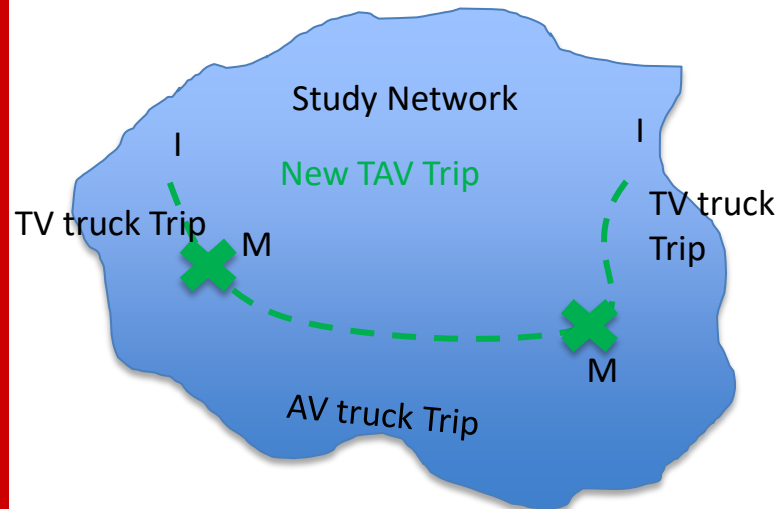 Study Network
I
I
New TAV Trip
TV truck Trip
M
TV truck
Trip
M
AV truck Trip